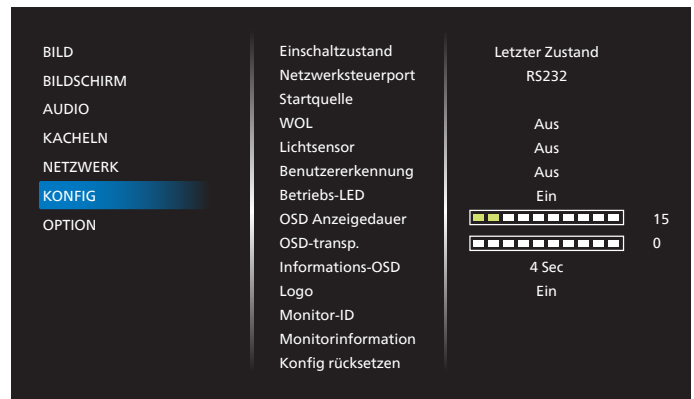 BILD
BILDSCHIRM
AUDIO
KACHELN
NETZWERK
KONFIG
OPTION
Einschaltzustand Letzter Zustand
Netzwerksteuerport RS232
Startquelle
WOL Aus
Lichtsensor Aus
Benutzererkennung Aus
Betriebs-LED Ein
OSD Anzeigedauer 15
OSD-transp. 0
Informations-OSD 4 Sec
Logo Ein
Monitor-ID
Monitorinformation
Konfig rücksetzen